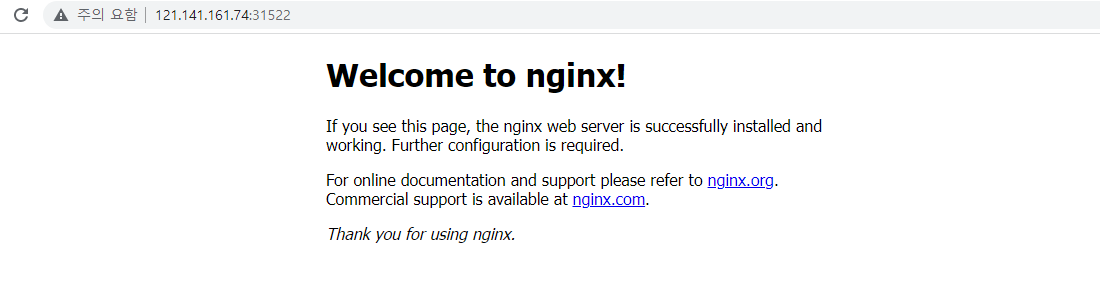 주의 요함 121.141.161.74:31522
Welcome to nginx!
If you see this page, the nginx web server is successfully installed and
working. Further configuration is required.
For online documentation and support please refer to nginx.org.
Commercial support is available at nginx.com.
Thank you for using nginx.